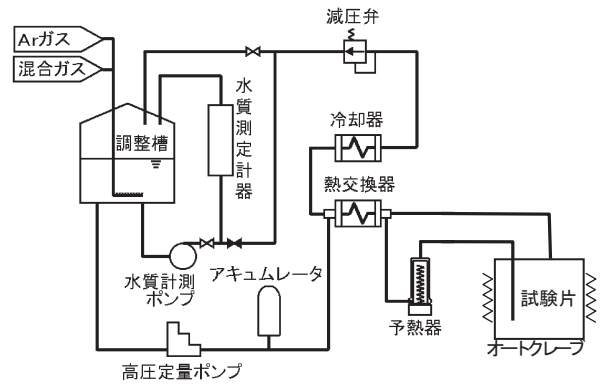 Arガス
混合ガス
調整槽
減圧弁
水質測定計器
冷却器
熱交換器
水質計測
ポンプ
アキュムレータ
予熱器
試験片
オートクレーブ
高圧定量ポンプ